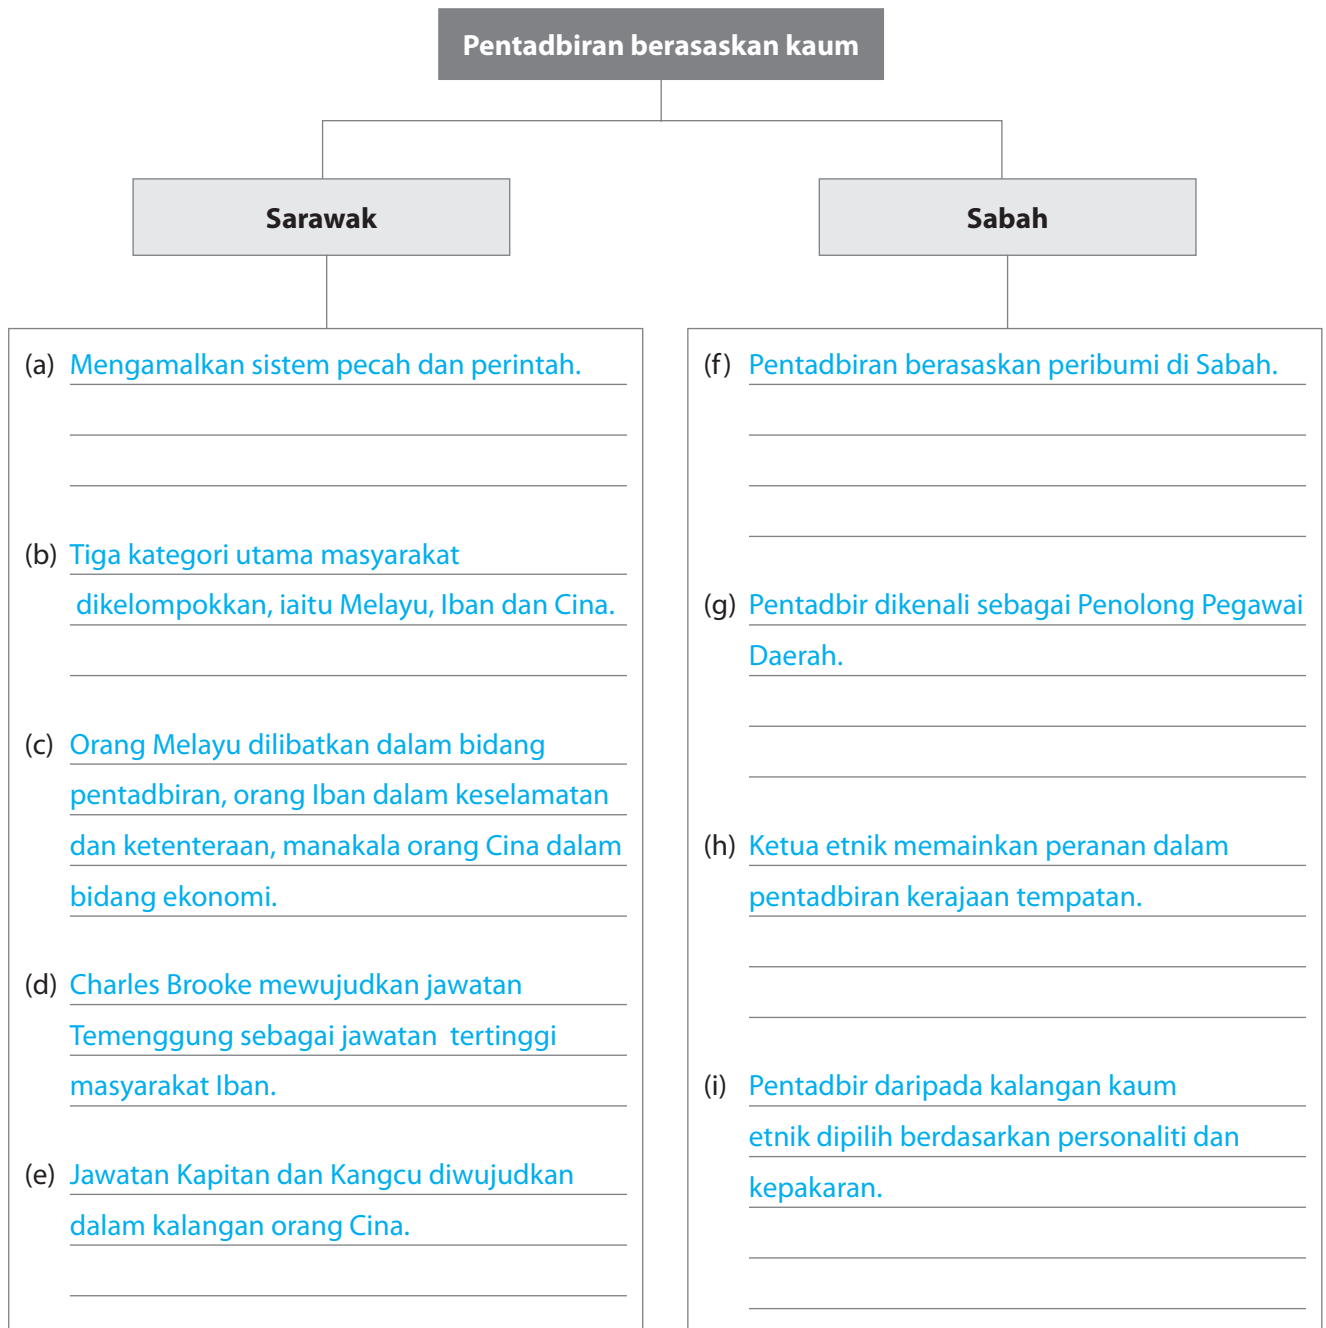 Pentadbiran berasaskan kaum
Sarawak
(a) Mengamalkan sistem pecah dan perintah.
(b) Tiga kategori utama masyarakat
dikelompokkan, iaitu Melayu, Iban dan Cina.
(c) Orang Melayu dilibatkan dalam bidang
pentadbiran, orang Iban dalam keselamatan
dan ketenteraan, manakala orang Cina dalam
bidang ekonomi.
(d) Charles Brooke mewujudkan jawatan
Temenggung sebagai jawatan tertinggi
masyarakat Iban.
(e) Jawatan Kapitan dan Kangcu diwujudkan
dalam kalangan orang Cina.
Sabah
(f) Pentadbiran berasaskan peribumi di Sabah.
(g) Pentadbir dikenali sebagai Penolong Pegawai
Daerah.
(h) Ketua etnik memainkan peranan dalam
pentadbiran kerajaan tempatan.
(i) Pentadbir daripada kalangan kaum
etnik dipilih berdasarkan personaliti dan
kepakaran.